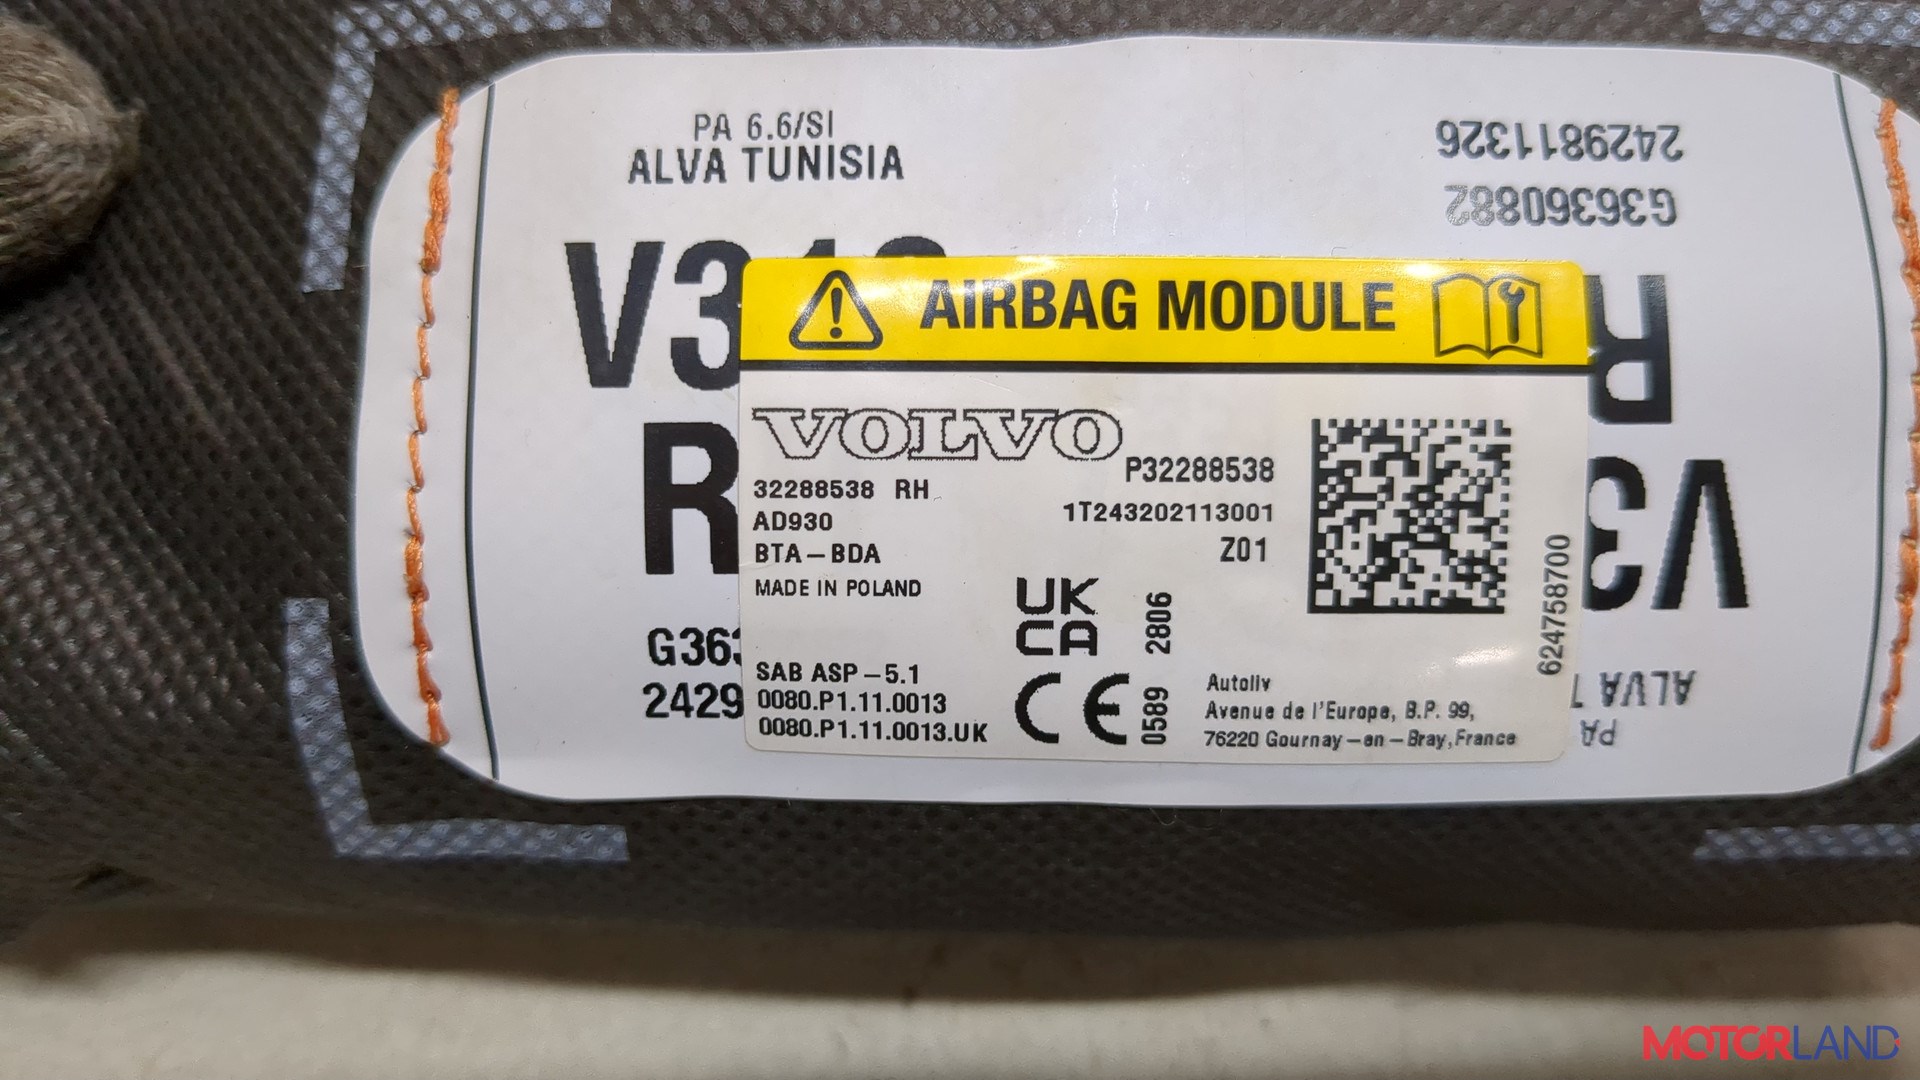 PA 6.6/SI
ALVA TUNISIA
2429811326
G36360882
AIRBAG MODULE
VOLVO
P32288538
32288538 RH
1T243202113001
AD930
Z01
BTA-BDA
MADE IN POLAND
UK
CA
2806
SAB ASP-5.1
0080.P1.11.0013
0080.P1.11.0013.UK
CE
0589
Autoliv
Avenue de l'Europe, B.P. 99,
76220 Gournay-en-Bray,France
624758700
R
V3
R
V3
G363
2429
ALVA
PA
MOTORLAND